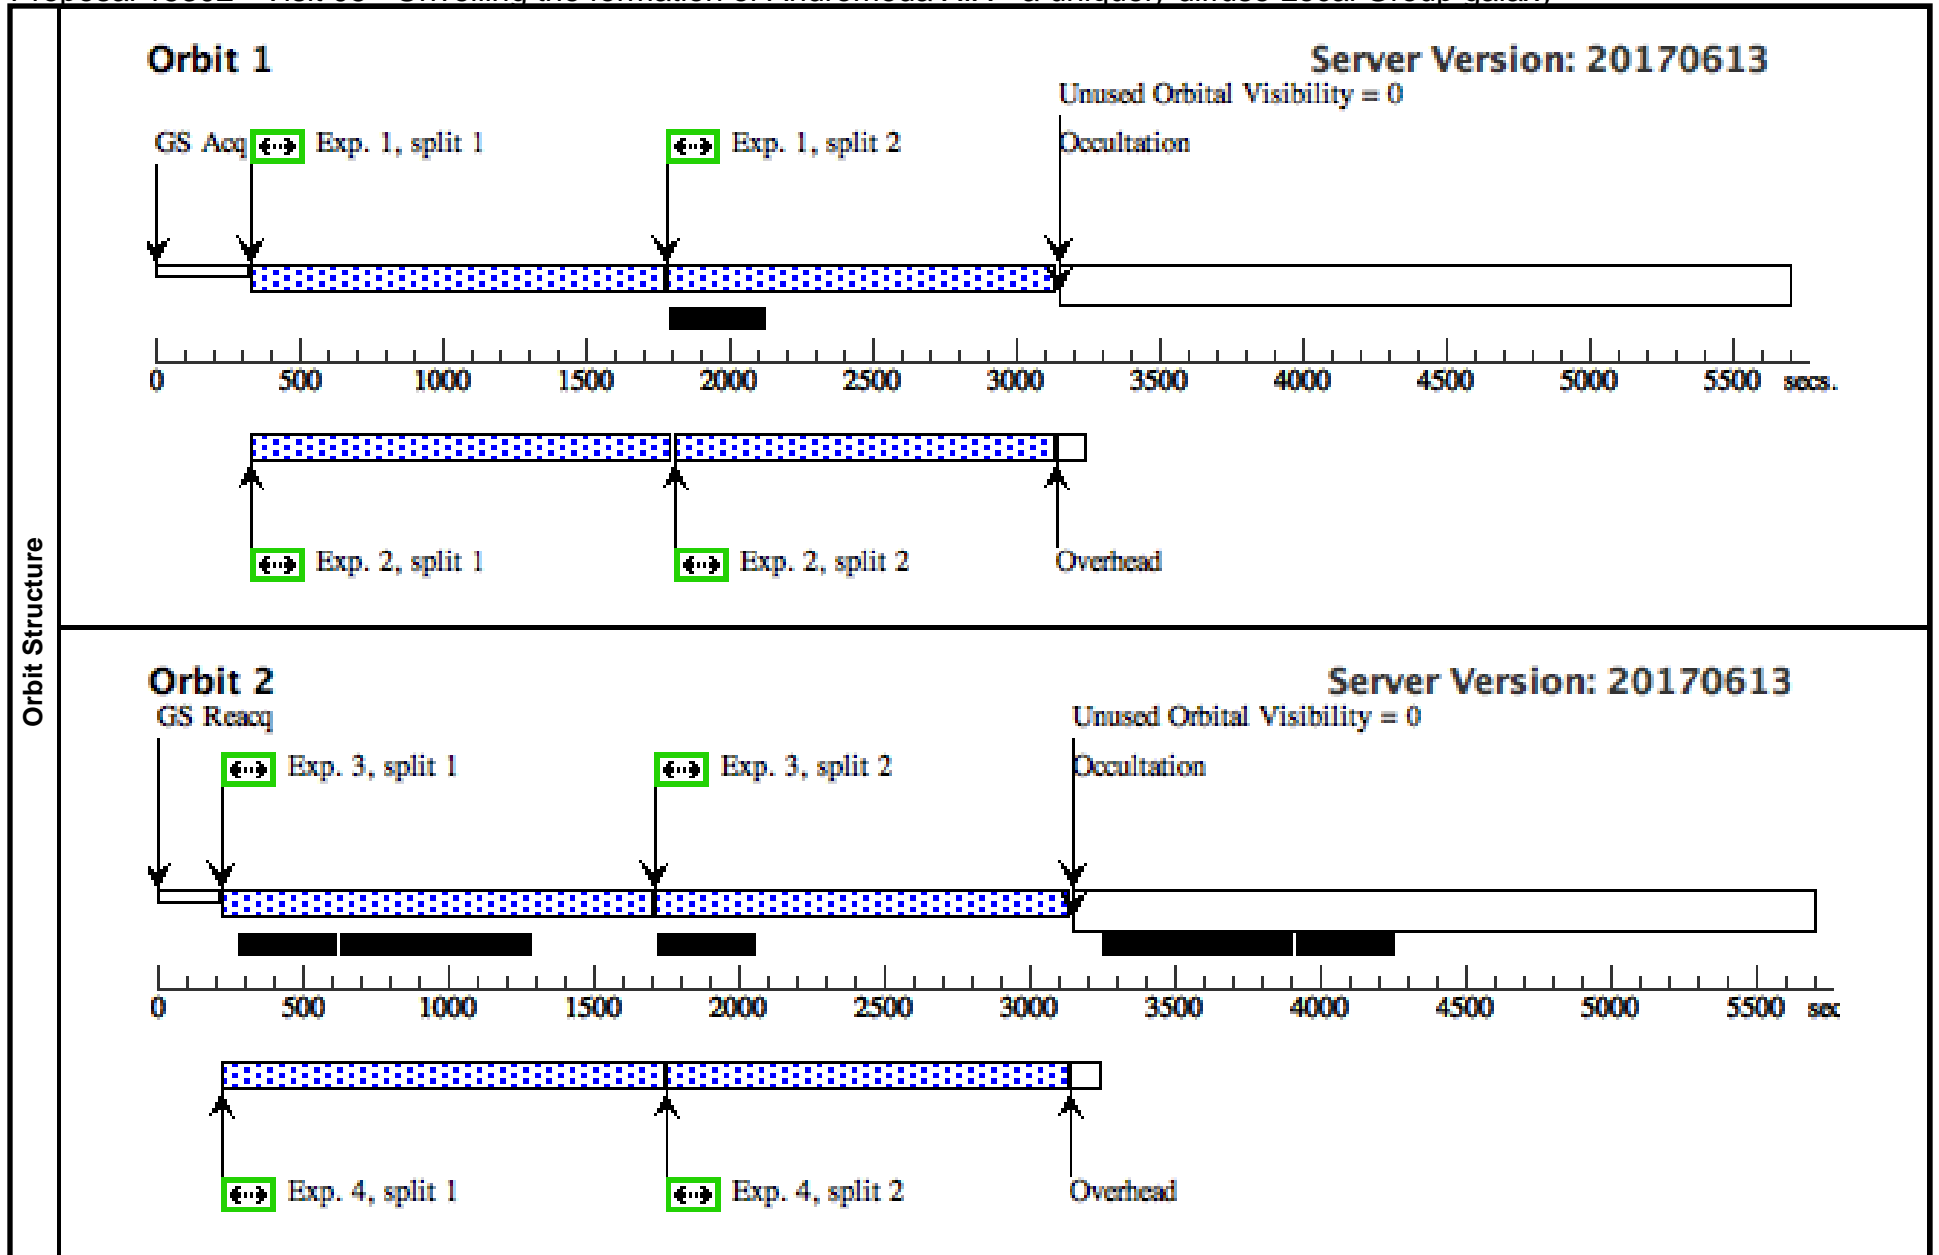 Orbit 1
Server Version: 20170613
Unused Orbital Visibility = 0
GS Acq
Exp. 1, split 1
Exp. 1, split 2
Occultation
0 500 1000 1500 2000 2500 3000 3500 4000 4500 5000 5500 secs.
Exp. 2, split 1
Exp. 2, split 2
Overhead
Orbit Structure
Orbit 2
Server Version: 20170613
GS Reacq
Unused Orbital Visibility = 0
Exp. 3, split 1
Exp. 3, split 2
Occultation
0 500 1000 1500 2000 2500 3000 3500 4000 4500 5000 5500 sec
Exp. 4, split 1
Exp. 4, split 2
Overhead